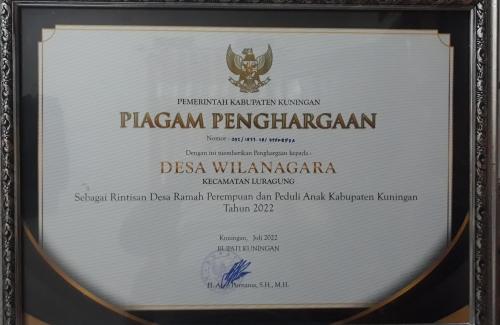 PEMERINTAH KABUPATEN KUNINGAN
PIAGAM PENGHARGAAN
Nomor :
Dengan ini memberikan Penghargaan kepada :
DESA WILANAGARA
KECAMATAN LURAGUNG
Sebagai Rintisan Desa Ramah Perempuan dan Peduli Anak Kabupaten Kuningan
Tahun 2022
Kuningan, Juli 2022
BUPATI KUNINGAN
Purnama, S.H., M.H.